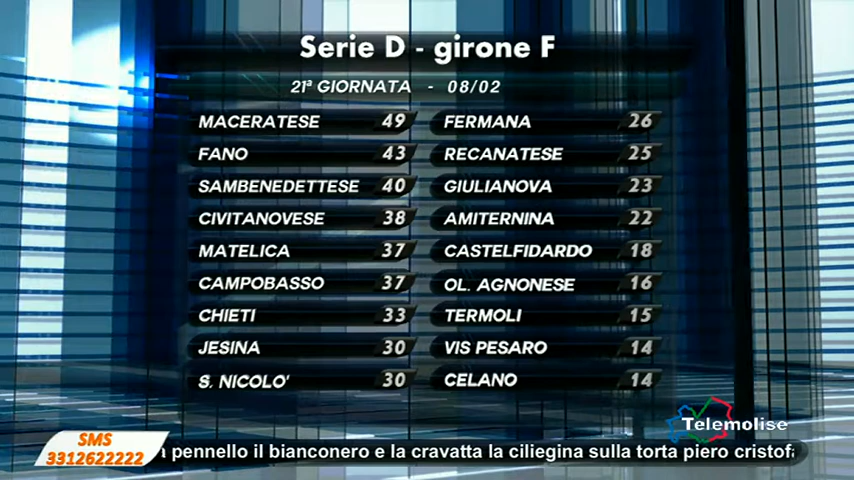 Serie D - girone F
21ª GIORNATA - 08/02
MACERATESE 49
FANO 43
SAMBENEDETTESE 40
CIVITANOVESE 38
MATELICA 37
CAMPOBASSO 37
CHIETI 33
JESINA 30
S. NICOLO' 30
FERMANA 26
RECANATESE 25
GIULIANOVA 23
AMITERNINA 22
CASTELFIDARDO 18
OL. AGNONESE 16
TERMOLI 15
VIS PESARO 14
CELANO 14
Telemolise
SMS
3312622222
pennello il bianconero e la cravatta la ciliegina sulla torta piero